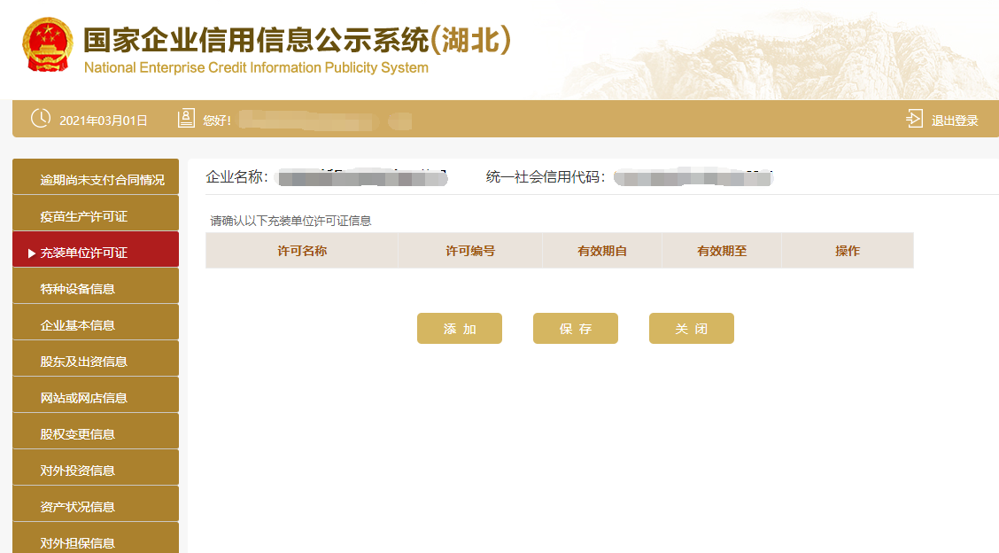 国家企业信用信息公示系统(湖北)
National Enterprise Credit Information Publicity System
2021年03月01日 您好! 退出登录
逾期尚未支付合同情况
疫苗生产许可证
充装单位许可证
特种设备信息
企业基本信息
股东及出资信息
网站或网店信息
股权变更信息
对外投资信息
资产状况信息
对外担保信息
企业名称: 统一社会信用代码:
请确认以下充装单位许可证信息
许可名称 许可编号 有效期自 有效期至 操作
添 加 保 存 关 闭